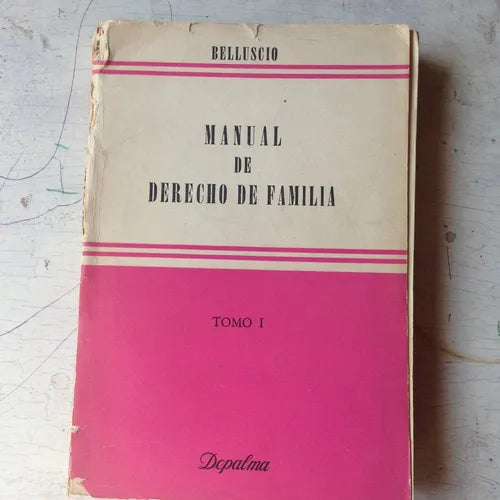 BELLUSCIO
MANUAL
DE
DERECHO DE FAMILIA
TOMO I
Depalma